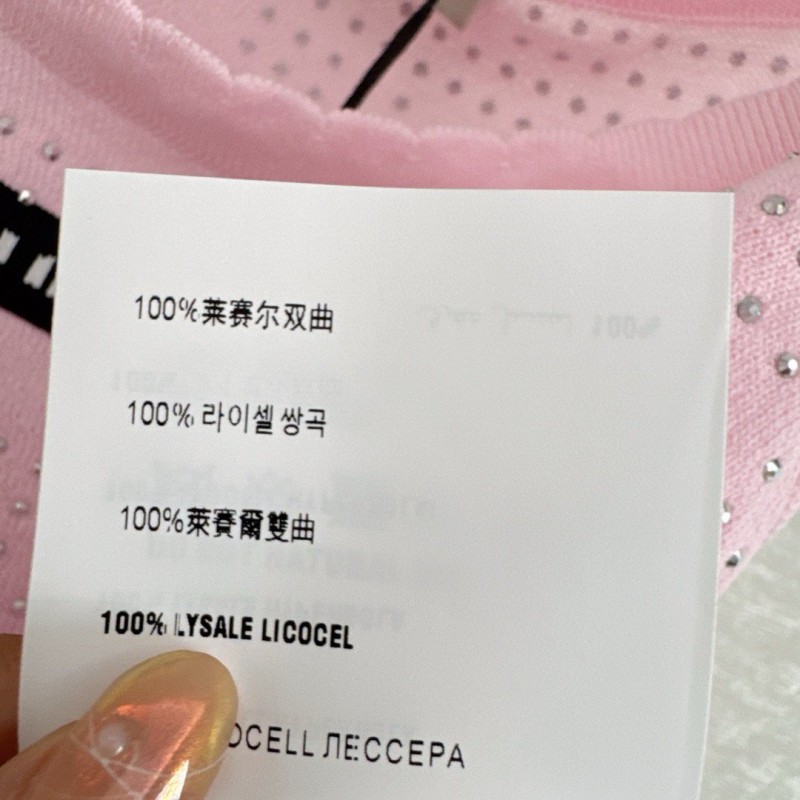 100%莱赛尔双曲
100% 라이셀 쌍곡
100%萊賽爾雙曲
100% LYSALE LICOCEL
OCELL ЛЕССЕРА